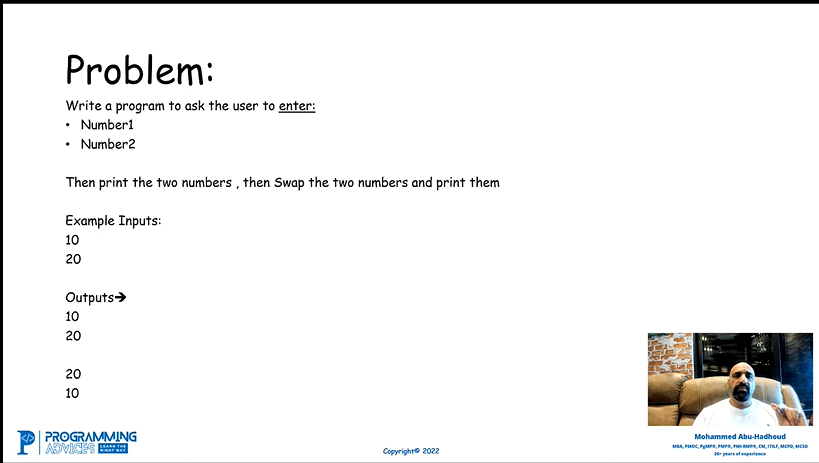 Problem:
Write a program to ask the user to enter:
• Number1
• Number2
Then print the two numbers , then Swap the two numbers and print them
Example Inputs:
10
20
Outputs➔
10
20
20
10
PROGRAMMING
ADVICES LEARN THE RIGHT WAY
Copyright© 2022
Mohammed Abu-Hadhoud
MBA, PMOC, PgMP®, PMP®, PMI-RMP®, CM, ITILF, MCPD, MCSD
26+ years of experience